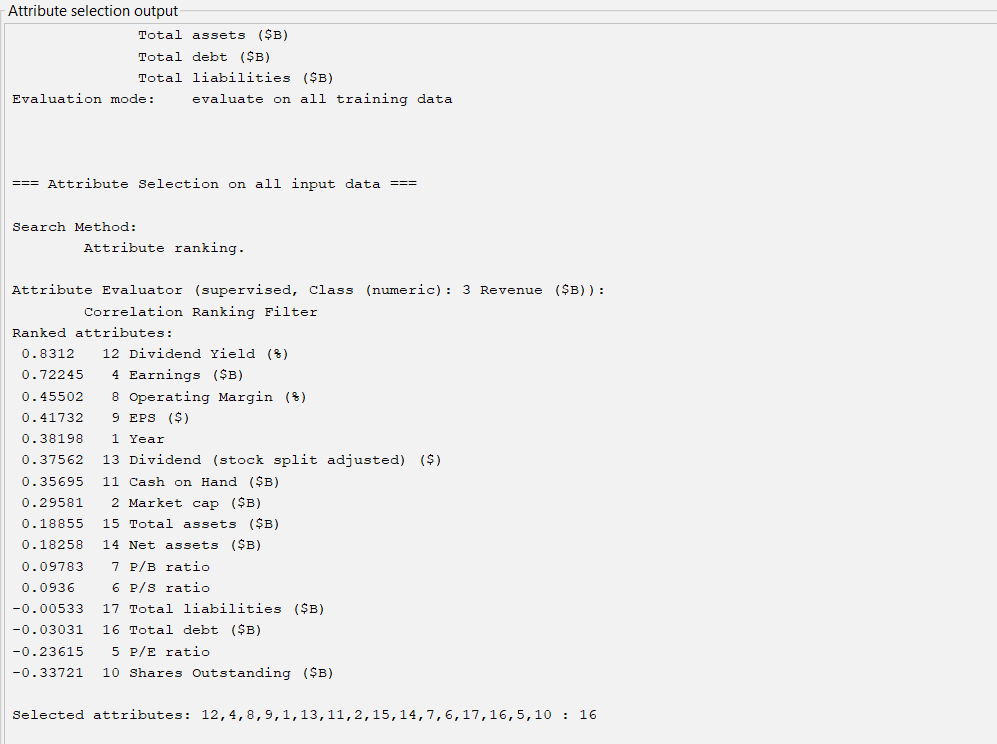 Attribute selection output
Total assets ($B)
Total debt ($B)
Total liabilities ($B)
Evaluation mode:    evaluate on all training data
=== Attribute Selection on all input data ===
Search Method:
Attribute ranking.
Attribute Evaluator (supervised, Class (numeric): 3 Revenue ($B)):
Correlation Ranking Filter
Ranked attributes:
0.8312   12 Dividend Yield (%)
0.72245   4 Earnings ($B)
0.45502   8 Operating Margin (%)
0.41732   9 EPS ($)
0.38198   1 Year
0.37562  13 Dividend (stock split adjusted) ($)
0.35695  11 Cash on Hand ($B)
0.29581   2 Market cap ($B)
0.18855  15 Total assets ($B)
0.18258  14 Net assets ($B)
0.09783   7 P/B ratio
0.0936    6 P/S ratio
-0.00533  17 Total liabilities ($B)
-0.03031  16 Total debt ($B)
-0.23615   5 P/E ratio
-0.33721  10 Shares Outstanding ($B)
Selected attributes: 12,4,8,9,1,13,11,2,15,14,7,6,17,16,5,10 : 16